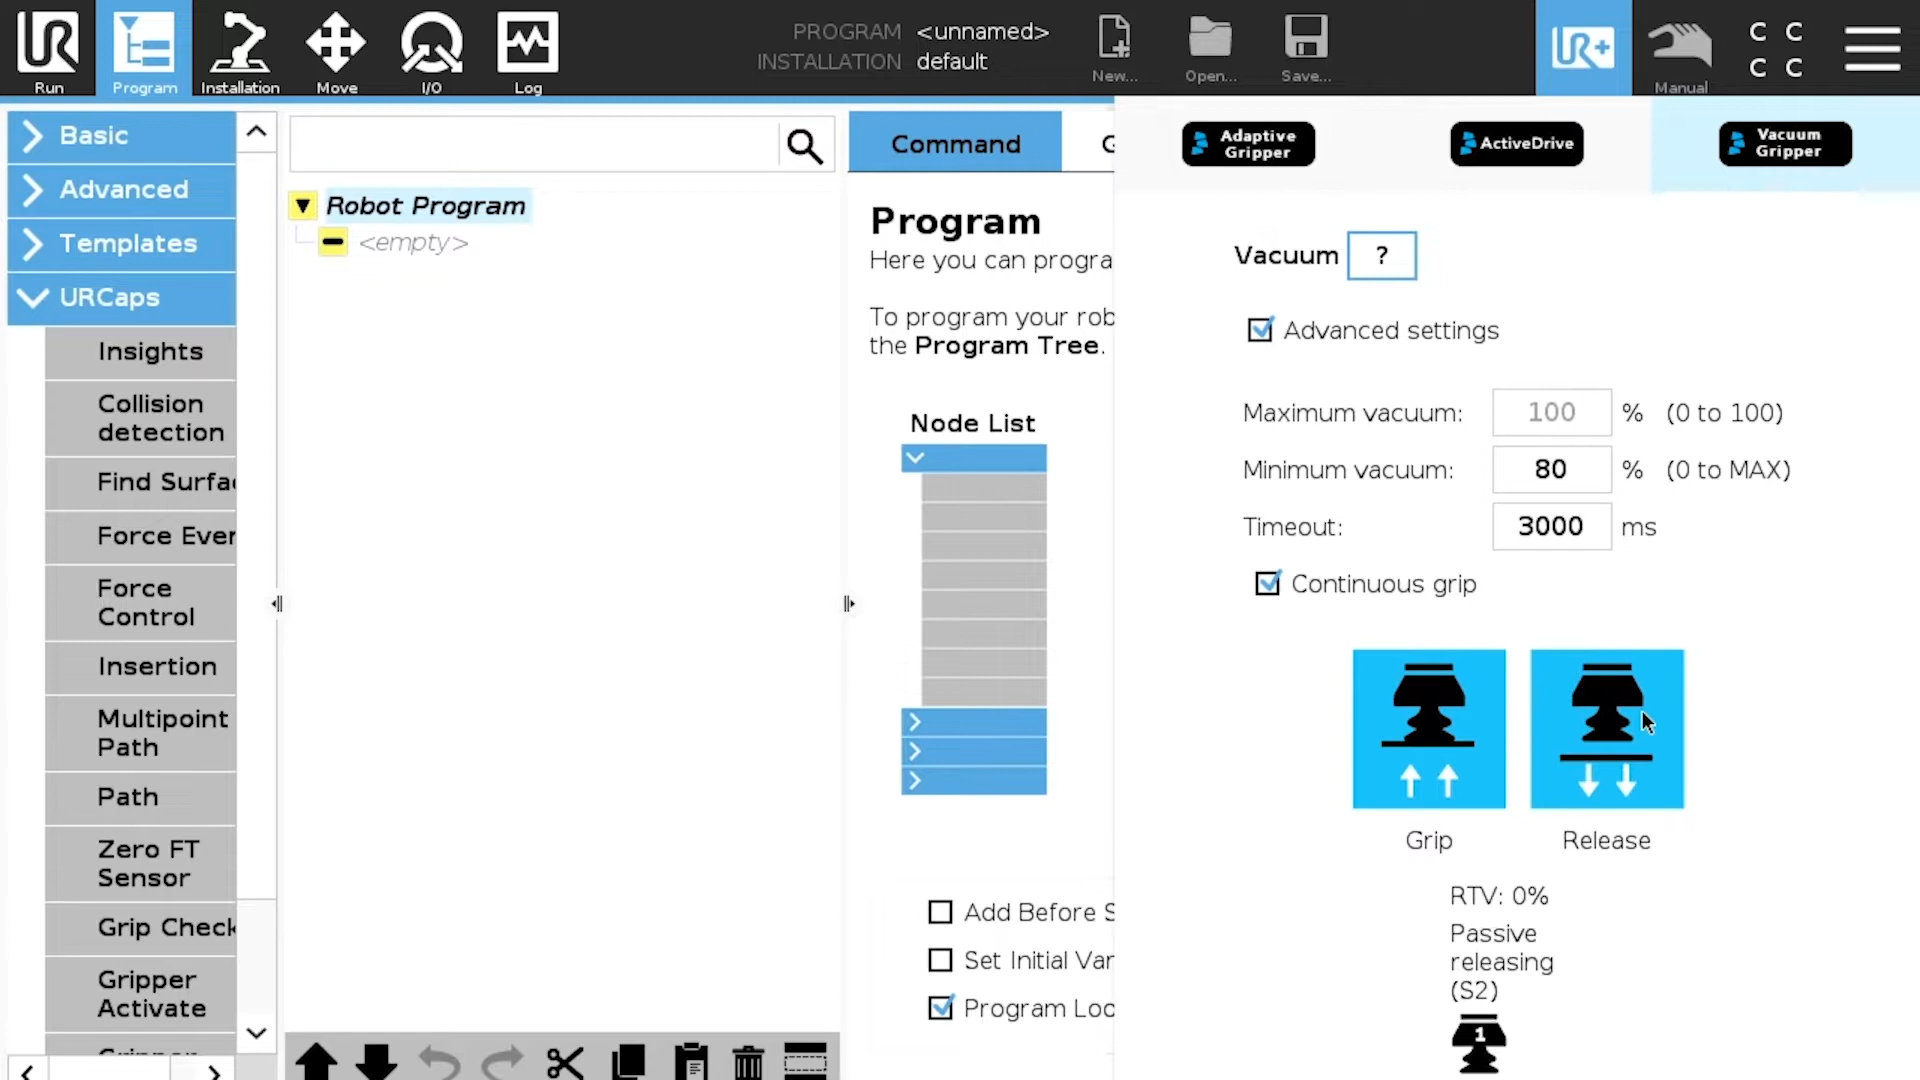 PROGRAM <unnamed>
INSTALLATION default
Run
Program
Installation
Move
I/O
Log
New...
Open...
Save...
UR+
Manual
C C
C C
Basic
Advanced
Templates
URCaps
Insights
Collision
detection
Find Surfa
Force Ever
Force
Control
Insertion
Multipoint
Path
Path
Zero FT
Sensor
Grip Check
Gripper
Activate
Robot Program
<empty>
Command
Program
Here you can progra
To program your rob
the Program Tree.
Node List
Add Before S
Set Initial Var
Program Loo
Adaptive
Gripper
ActiveDrive
Vacuum
Gripper
Vacuum ?
Advanced settings
Maximum vacuum: 100 % (0 to 100)
Minimum vacuum: 80 % (0 to MAX)
Timeout: 3000 ms
Continuous grip
Grip
Release
RTV: 0%
Passive
releasing
(S2)
1